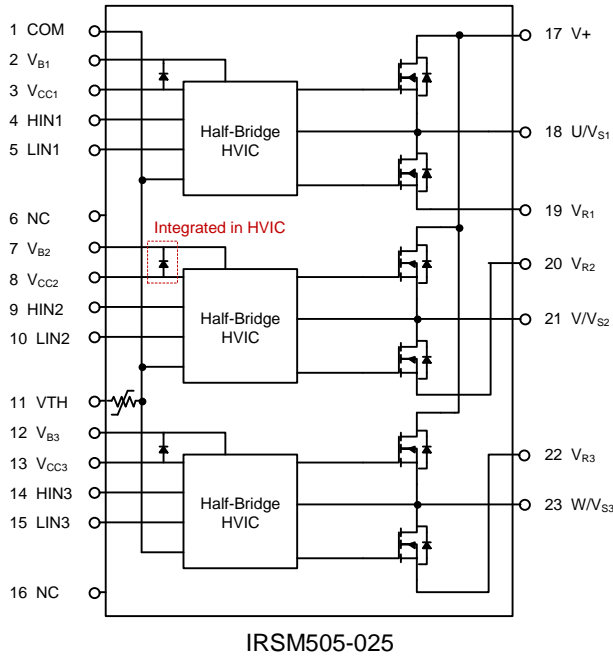 1 COM
2 VB1
3 VCC1
4 HIN1
5 LIN1
6 NC
7 VB2
8 VCC2
9 HIN2
10 LIN2
11 VTH
12 VB3
13 VCC3
14 HIN3
15 LIN3
16 NC
Half-Bridge
HVIC
Integrated in HVIC
Half-Bridge
HVIC
Half-Bridge
HVIC
17 V+
18 U/VS1
19 VR1
20 VR2
21 V/VS2
22 VR3
23 W/VS3
IRSM505-025